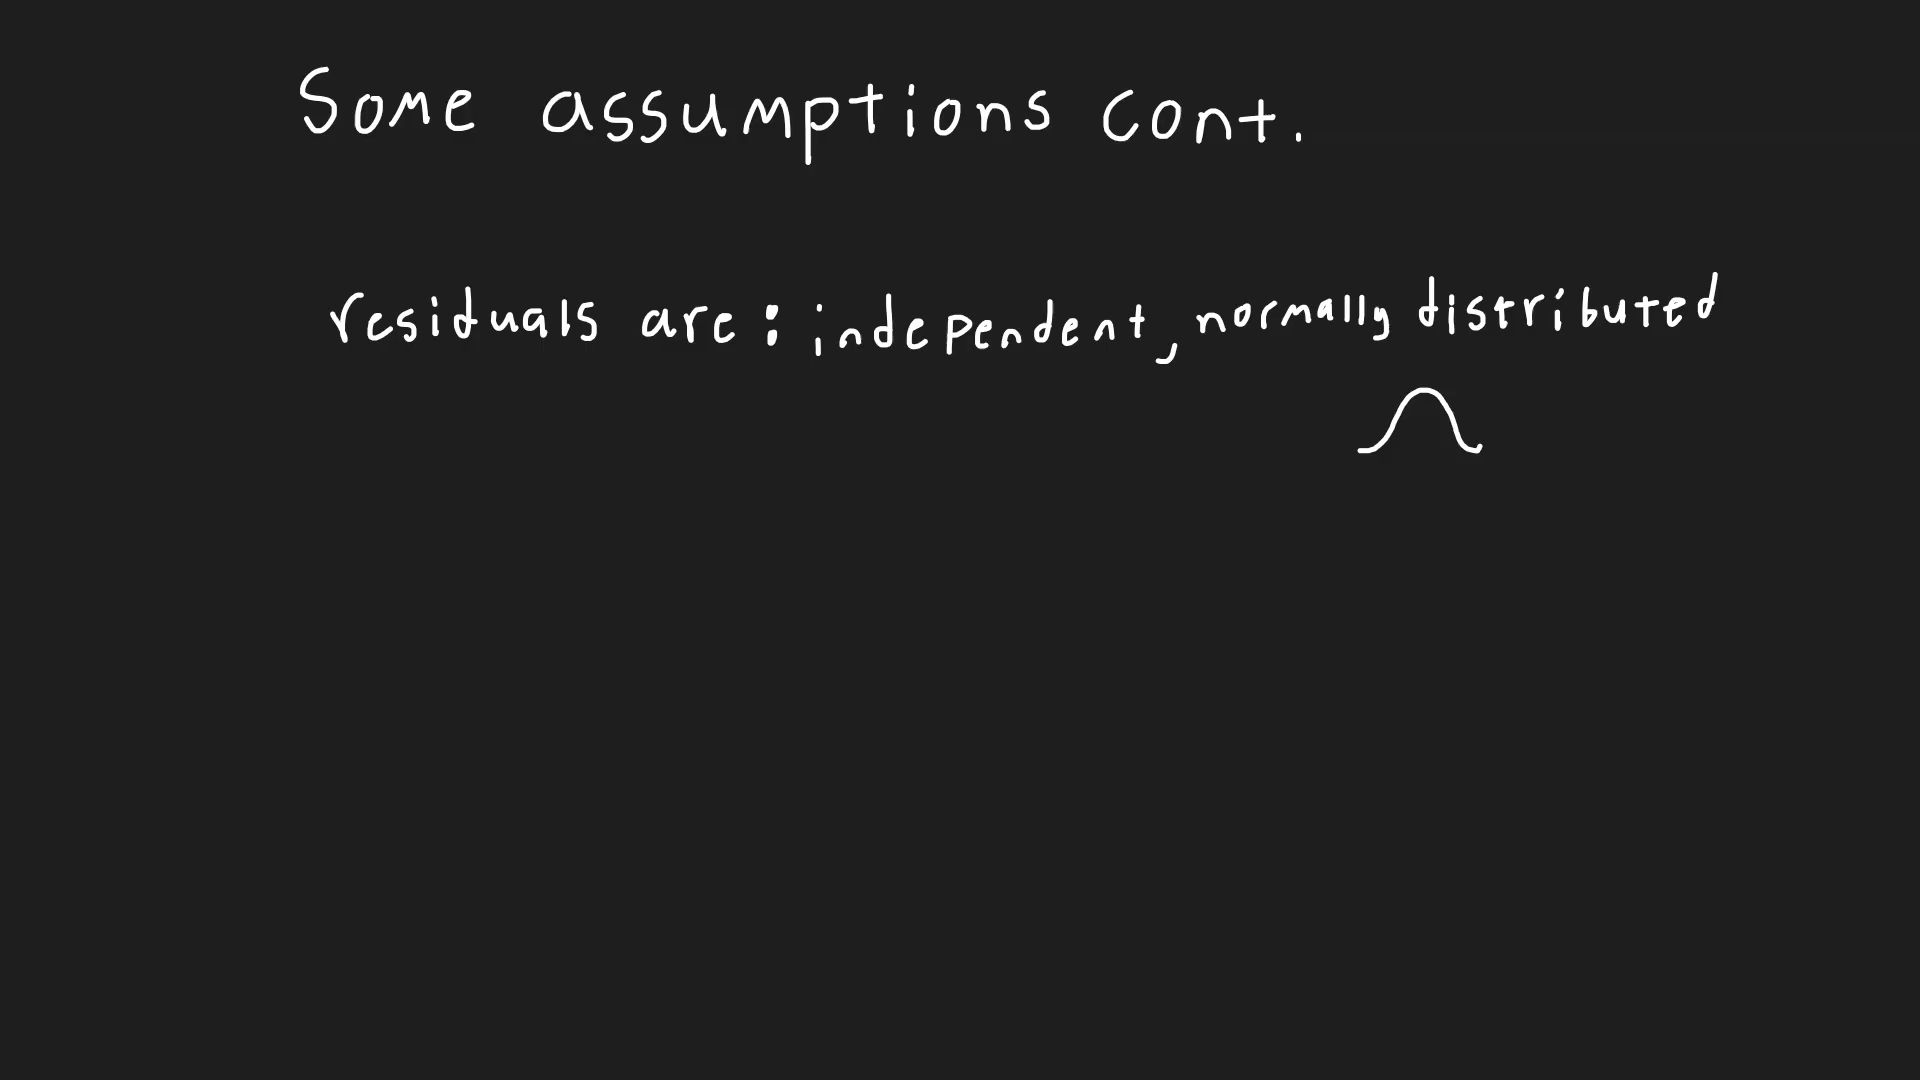 Some assumptions cont.
residuals are: independent, normally distributed